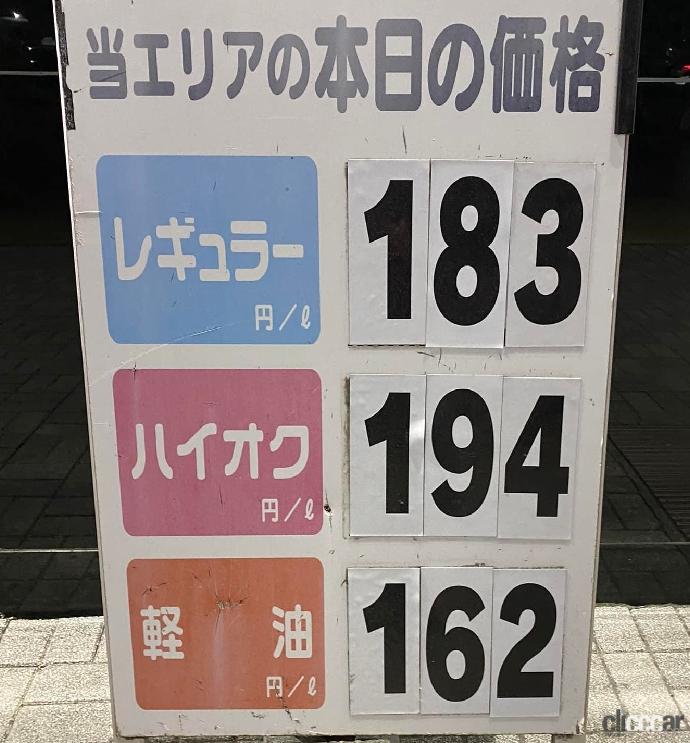 当エリアの本日の価格
レギュラー
円/ℓ
183
ハイオク
円/ℓ
194
軽油
円/ℓ
162
clicccar